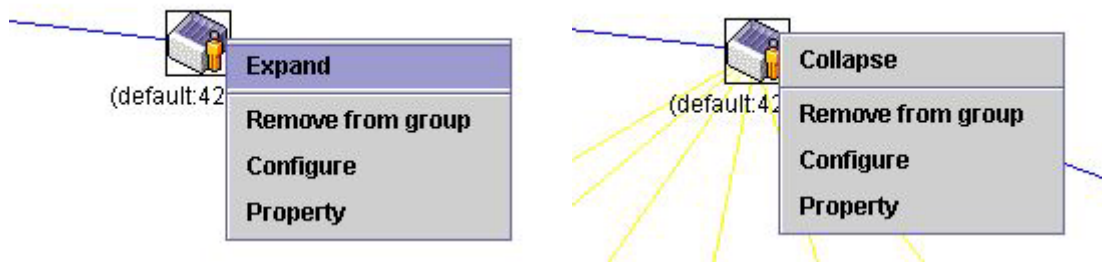 Expand
(default:42
Remove from group
Configure
Property
Collapse
(default:42
Remove from group
Configure
Property